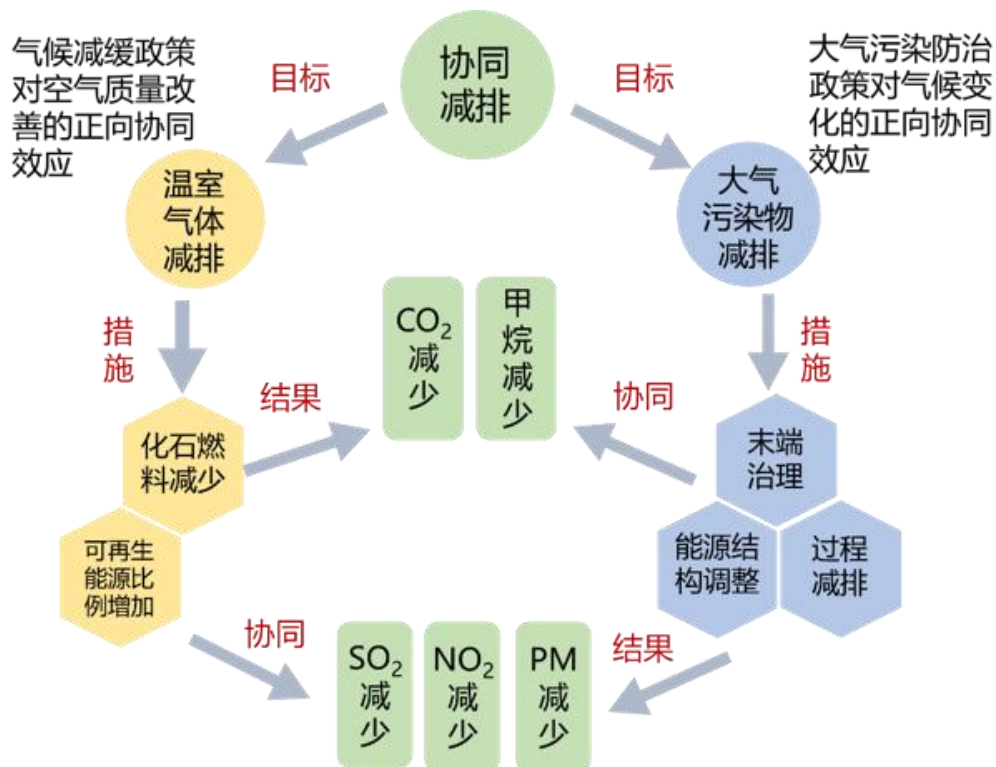 气候减缓政策
对空气质量改
善的正向协同
效应
目标
协同
减排
目标
大气污染防治
政策对气候变
化的正向协同
效应
温室
气体
减排
大气
污染物
减排
措
施
CO₂
减
少
甲
烷
减
少
措
施
结果
协同
化石燃
料减少
末端
治理
可再生
能源比
例增加
能源结
构调整
过程
减排
协同
SO₂
减
少
NO₂
减
少
PM
减
少
结果